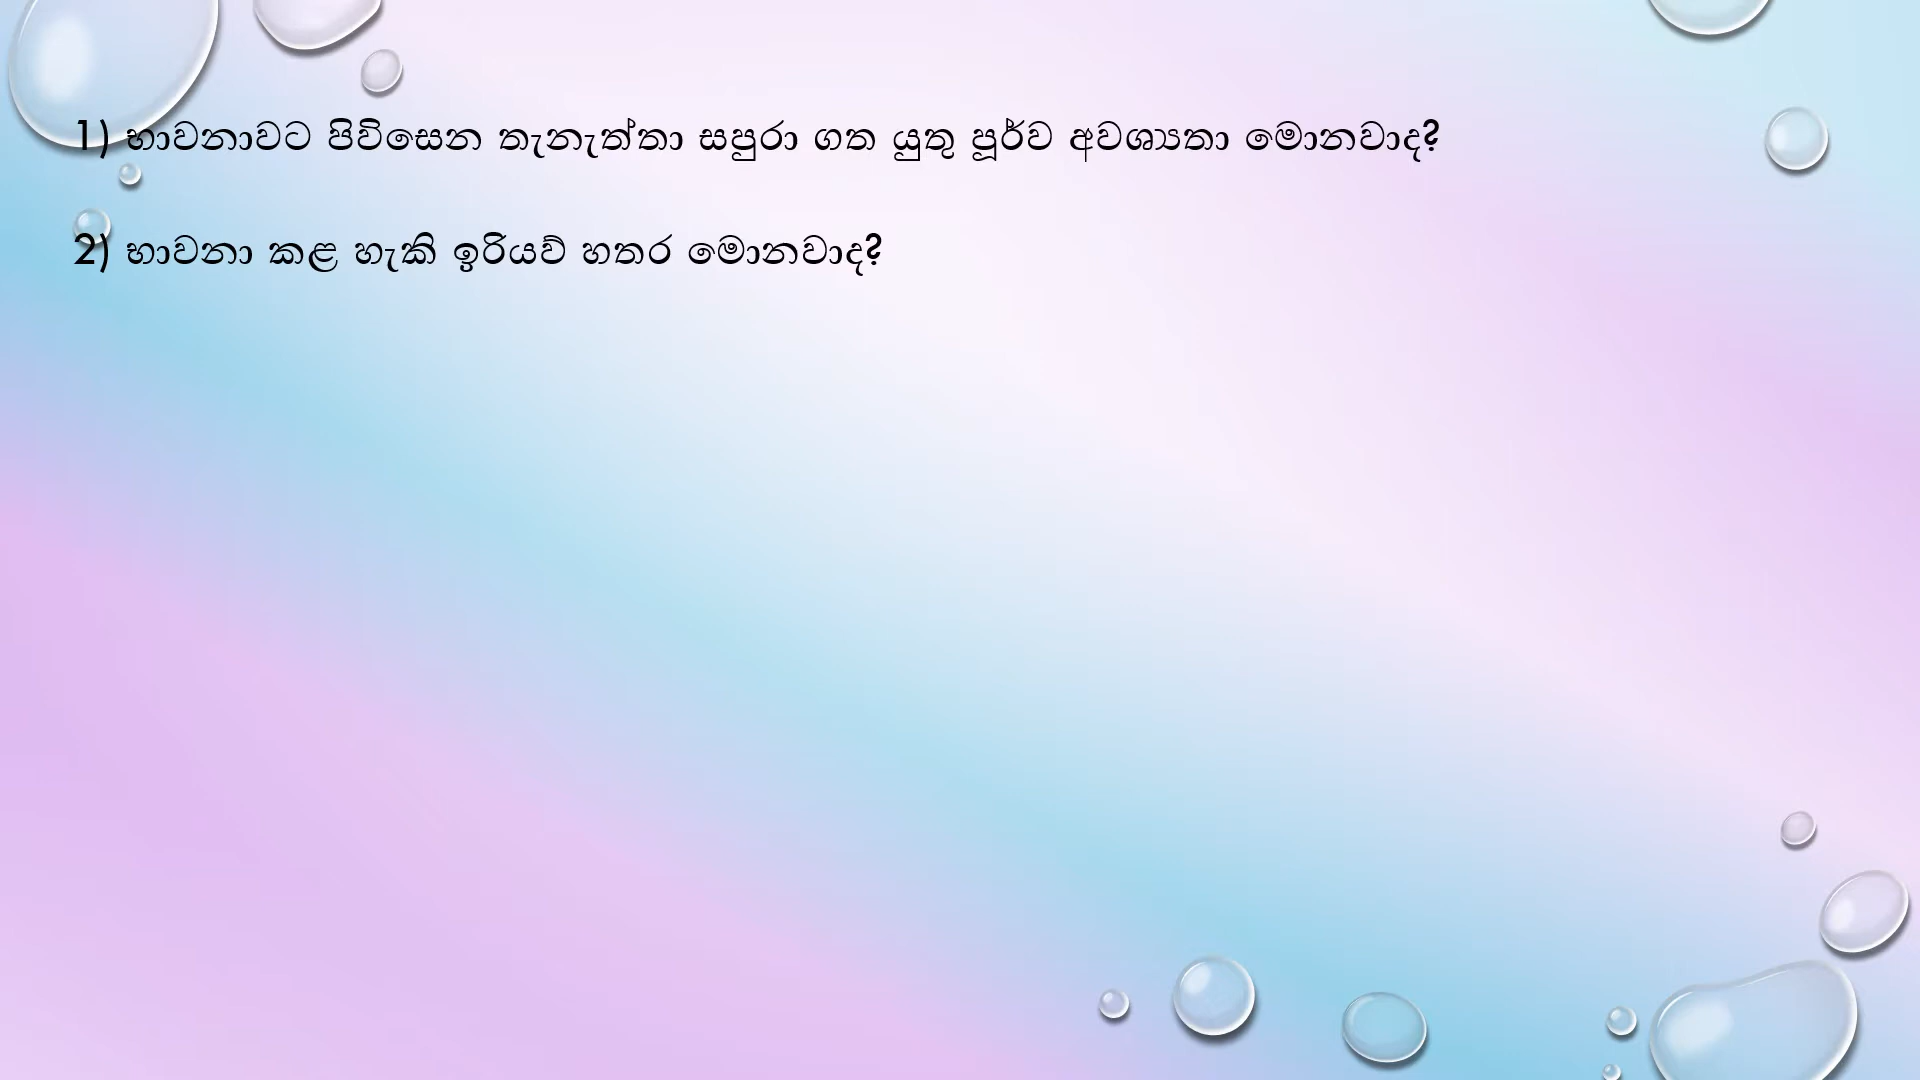 1) භාවනාවට පිවිසෙන තැනැත්තා සපුරා ගත යුතු පූර්ව අවශ්‍යතා මොනවාද?
2) භාවනා කළ හැකි ඉරියව් හතර මොනවාද?